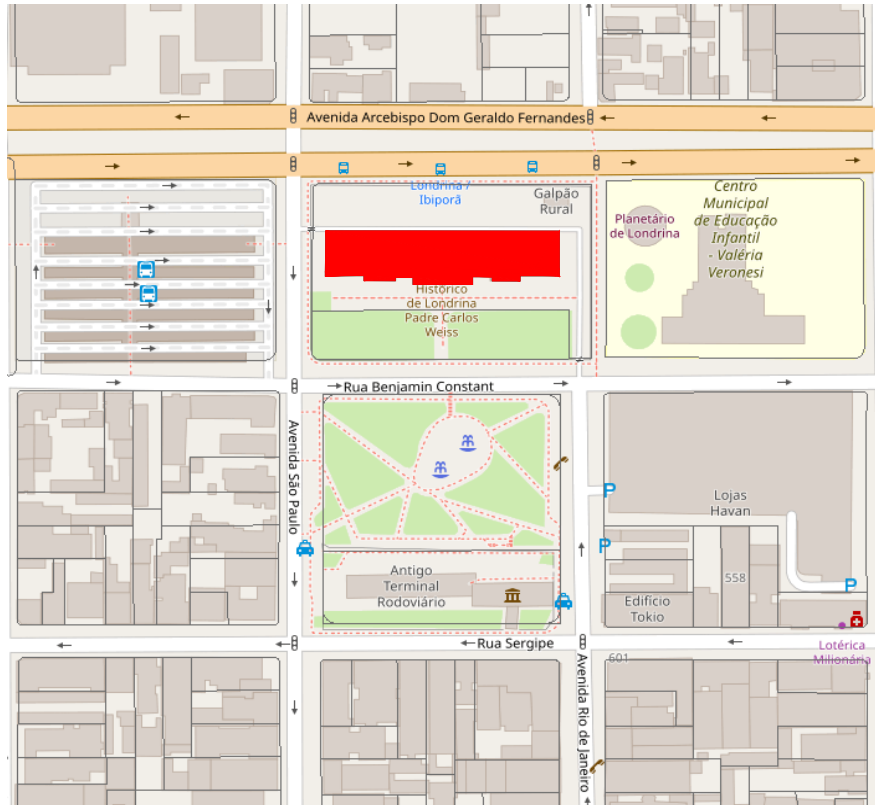 Avenida Arcebispo Dom Geraldo Fernandes
Londrina /
Ibiporã
Galpão
Rural
Planetário
de Londrina
Centro
Municipal
de Educação
Infantil
- Valéria
Veronesi
Histórico
de Londrina
Padre Carlos
Weiss
Rua Benjamin Constant
Avenida São Paulo
P
Lojas
Havan
P
Antigo
Terminal
Rodoviário
558
P
Edifício
Tokio
Rua Sergipe
Lotérica
Milionária
601
Avenida Rio de Janeiro